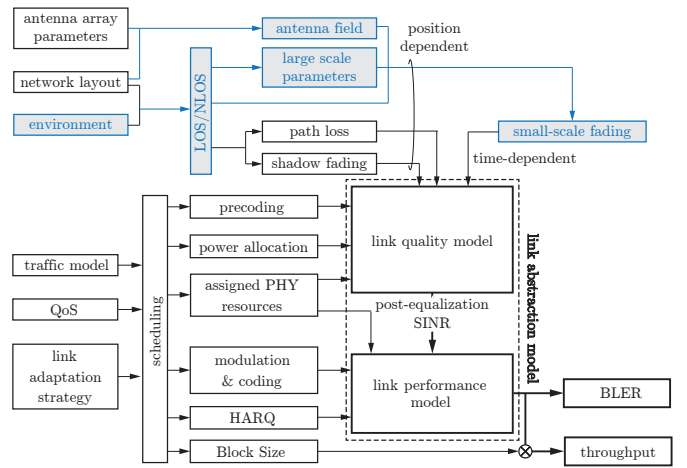 antenna array
parameters
antenna field
position
dependent
large scale
parameters
network layout
LOS/NLOS
environment
path loss
small-scale fading
shadow fading
time-dependent
precoding
link quality model
power allocation
traffic model
assigned PHY
resources
QoS
post-equalization
SINR
scheduling
link abstraction model
link
adaptation
strategy
modulation
& coding
link performance
model
BLER
HARQ
Block Size
throughput